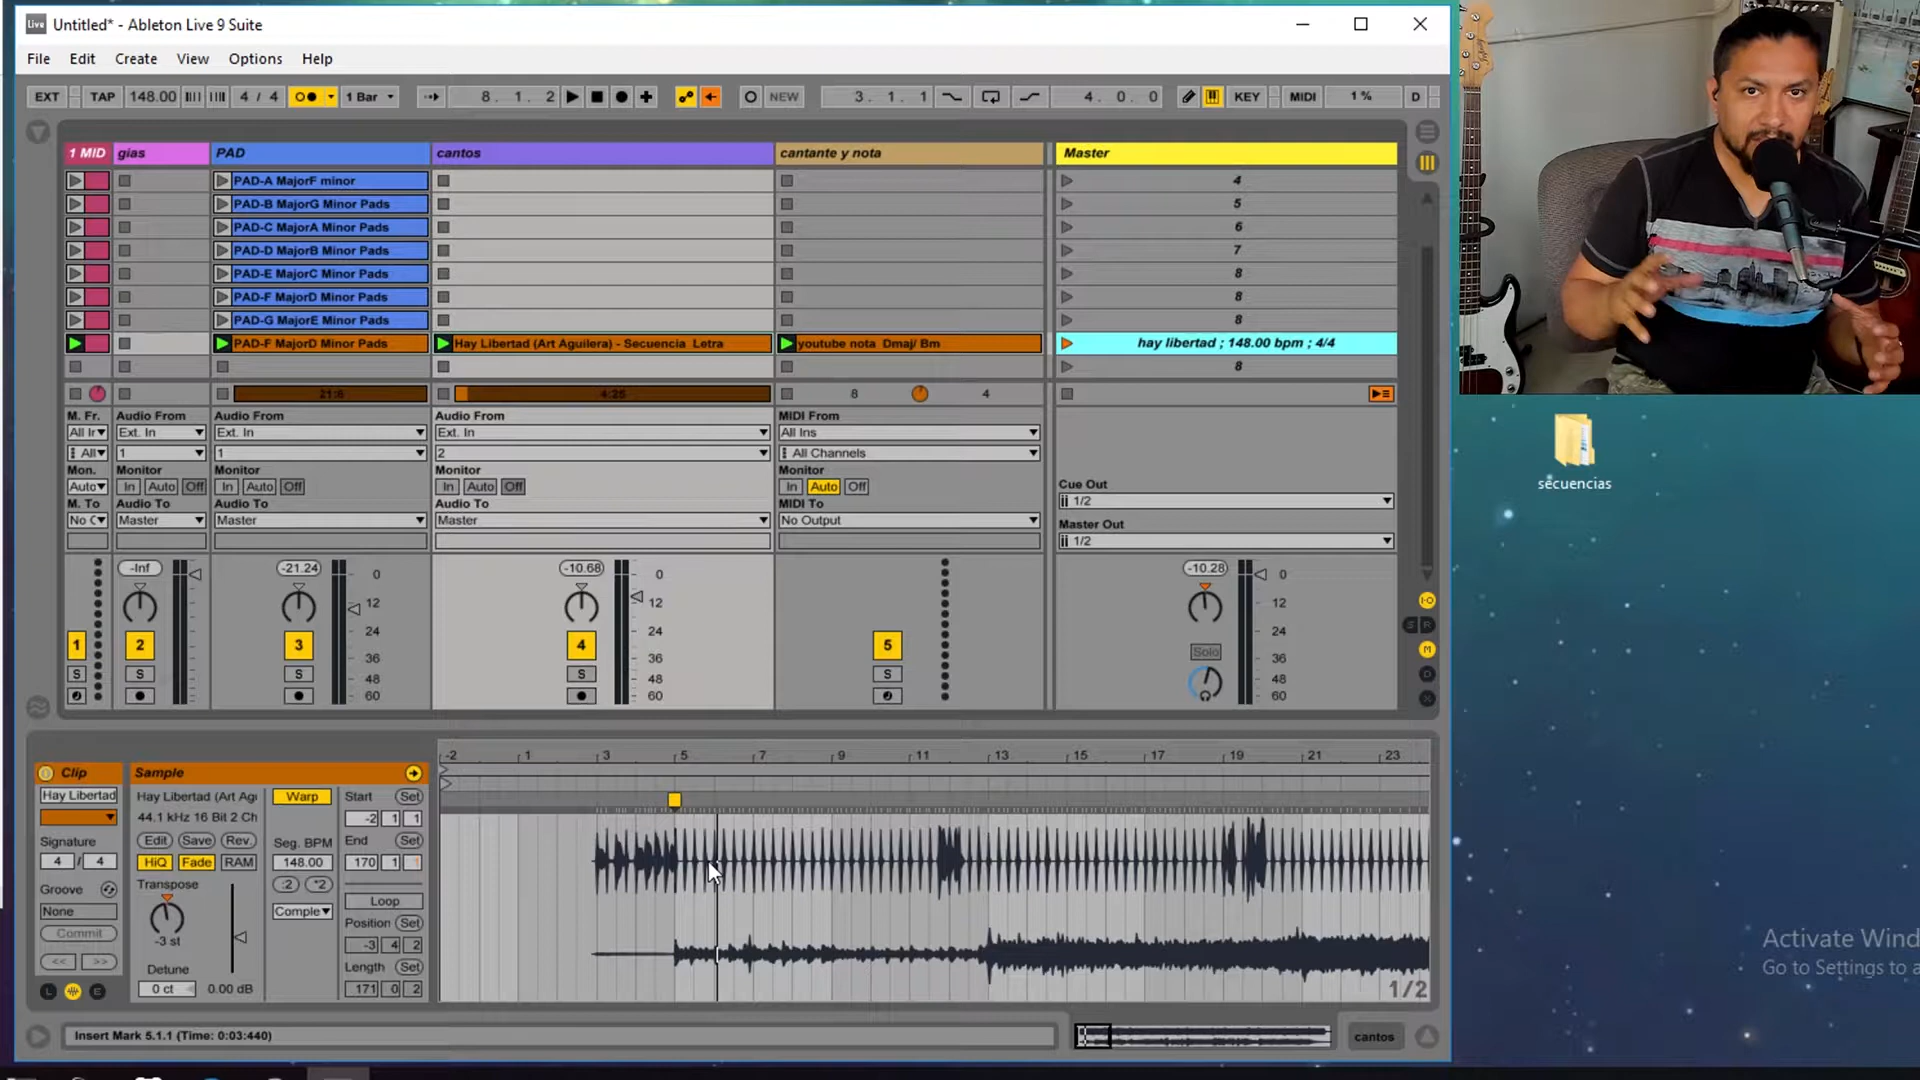 Live Untitled* - Ableton Live 9 Suite
File Edit Create View Options Help
EXT TAP 148.00 4 / 4 1 Bar 8. 1. 2 NEW 3. 1. 1 4. 0. 0 KEY MIDI 1 % D
1 MID gias PAD cantos cantante y nota Master
PAD-A MajorF minor 4
PAD-B MajorG Minor Pads 5
PAD-C MajorA Minor Pads 6
PAD-D MajorB Minor Pads 7
PAD-E MajorC Minor Pads 8
PAD-F MajorD Minor Pads 8
PAD-G MajorE Minor Pads 8
PAD-F MajorD Minor Pads Hay Libertad (Art Aguilera) - Secuencia Letra youtube nota Dmaj/ Bm hay libertad ; 148.00 bpm ; 4/4
8
21:6 4:25 8 4
M. Fr. Audio From Audio From Audio From MIDI From
All Ir Ext. In Ext. In Ext. In All Ins
All 1 1 2 All Channels
Mon. Monitor Monitor Monitor Monitor
Auto In Auto Off In Auto Off In Auto Off In Auto Off
Cue Out
1/2
M. To Audio To Audio To Audio To MIDI To
No C Master Master Master No Output
Master Out
1/2
-Inf -21.24 -10.68 -10.28
0 0 0
12 12 12
24 24 24
1 2 3 4 5
36 36 36
S S S S S Solo
48 48 48
60 60 60
I-O
S R
M
D
X
-2 1 3 5 7 9 11 13 15 17 19 21 23
Clip Sample
Hay Libertad Hay Libertad (Art Agi Warp Start Set
44.1 kHz 16 Bit 2 Ch -2 1 1
Signature Edit Save Rev. Seg. BPM End Set
4 / 4 HiQ Fade RAM 148.00 170 1 1
Groove Transpose :2 *2 Loop
None Comple Position Set
Commit -3 st -3 4 2
<< >> Detune Length Set
L E 0 ct 0.00 dB 171 0 2
1/2
Insert Mark 5.1.1 (Time: 0:03:440) cantos
secuencias
Activate Wind
Go to Settings to a